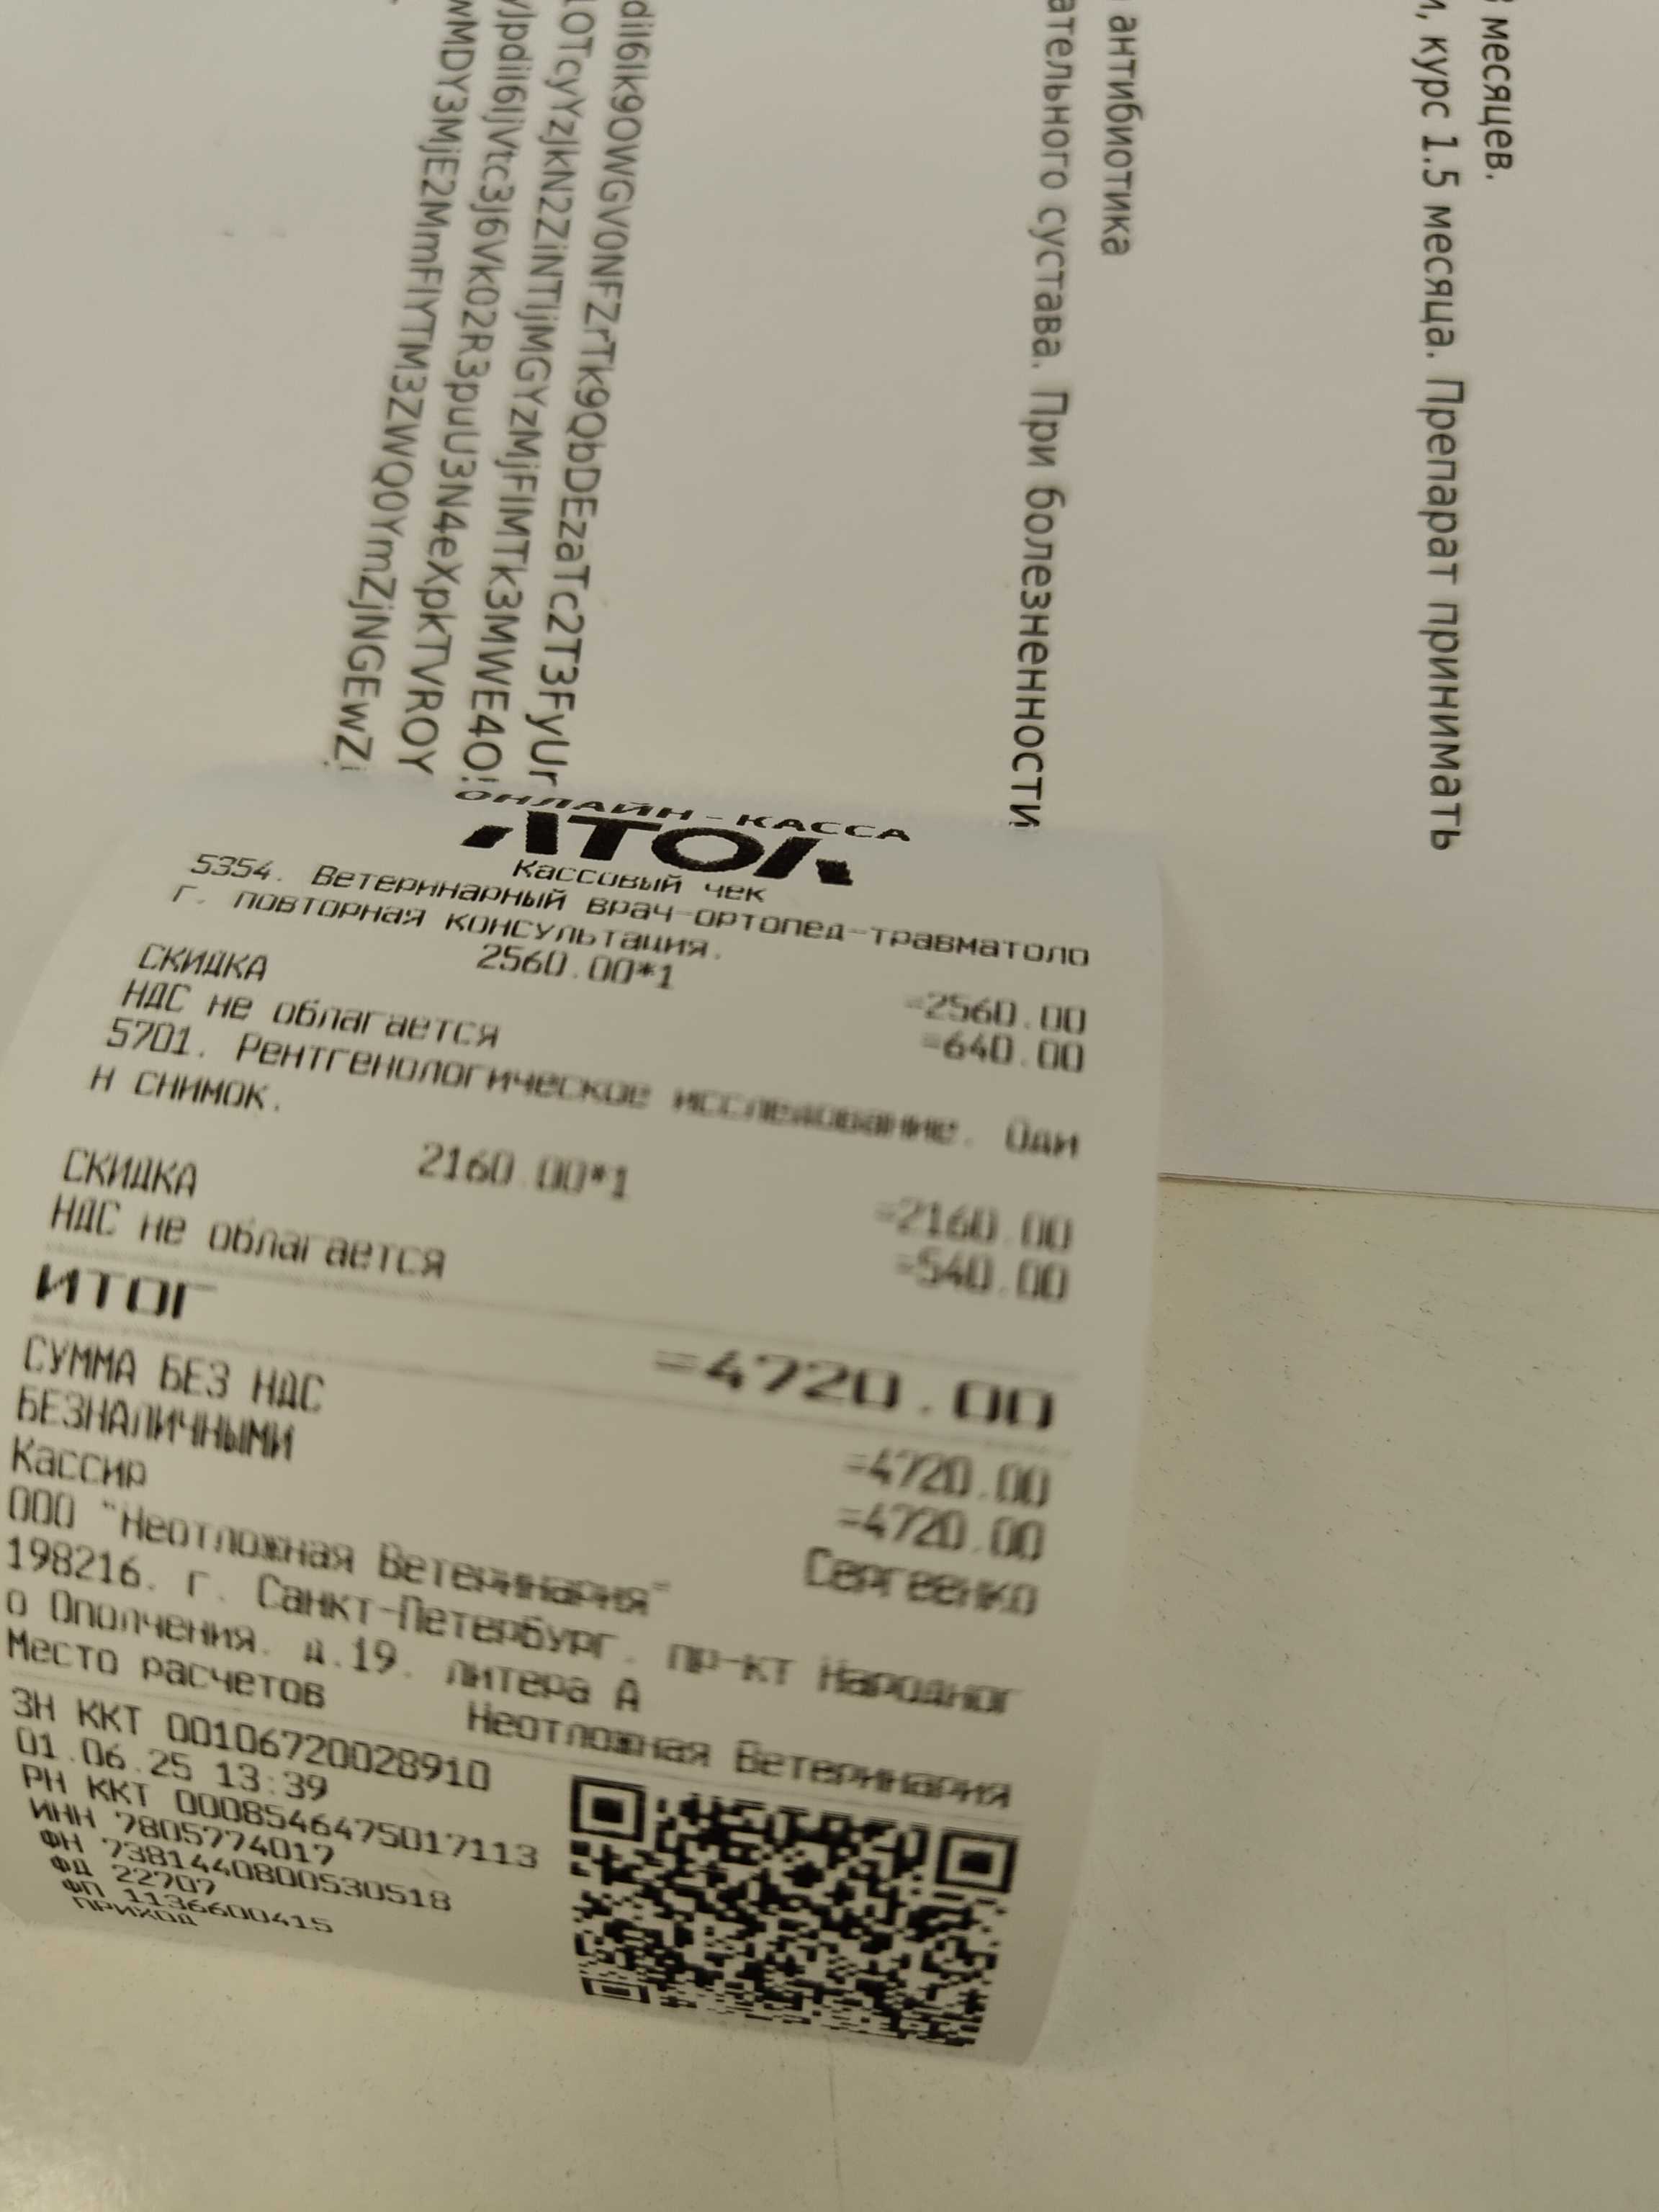 в месяцев.
, курс 1.5 месяца. Препарат принимать
антибиотика
ательного сустава. При болезненности
ОНЛАЙН-КАССА
АТОЛ
Кассовый чек
5354. Ветеринарный врач-ортопед-травматоло
г. повторная консультация.
2560.00*1
=2560.00
СКИДКА
=640.00
НДС не облагается
5701. Рентгенологическое исследование. Оди
н снимок.
2160.00*1
=2160.00
СКИДКА
=540.00
НДС не облагается
ИТОГ
=4720.00
СУММА БЕЗ НДС
=4720.00
БЕЗНАЛИЧНЫМИ
=4720.00
Кассир
Сергеенко
ООО "Неотложная Ветеринария"
198216. г. Санкт-Петербург. пр-кт Народног
о Ополчения. д.19. литера А
Место расчетов
Неотложная Ветеринария
ЗН ККТ 00106720028910
01.06.25 13:39
РН ККТ 0008546475017113
ИНН 7805774017
ФН 7381440800530518
ФД 22707
ФП 1136600415
ПРИХОД